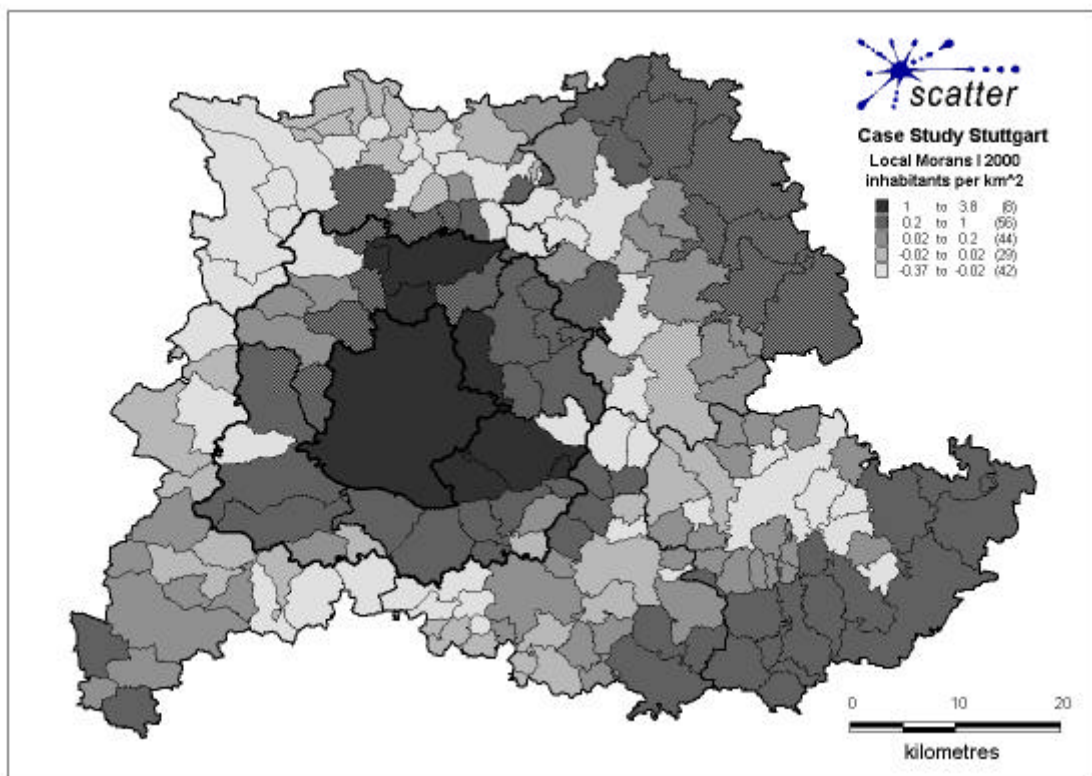 scatter
Case Study Stuttgart
Local Morans I 2000
inhabitants per km^2
1 to 3.8 (8)
0.2 to 1 (56)
0.02 to 0.2 (44)
-0.02 to 0.02 (29)
-0.37 to -0.02 (42)
0 10 20
kilometres